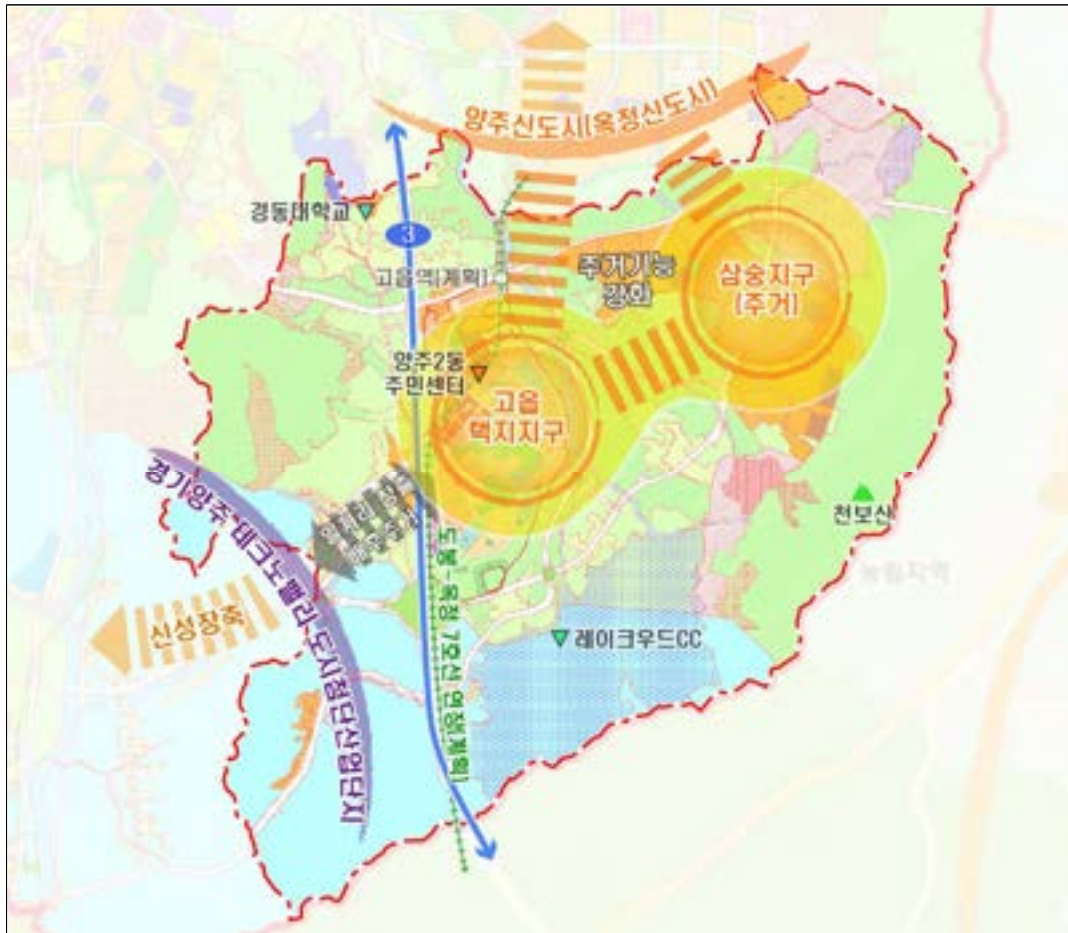 양주신도시(옥정신도시)
경동대학교
3
고읍역(계획)
주거기능
강화
삼숭지구
(주거)
양주2동
주민센터
고읍
택지지구
경기양주 테크노밸리 도시첨단산업단지
천보산
농림지역
신성장축
도봉-옥정 7호선 연장(계획)
레이크우드CC